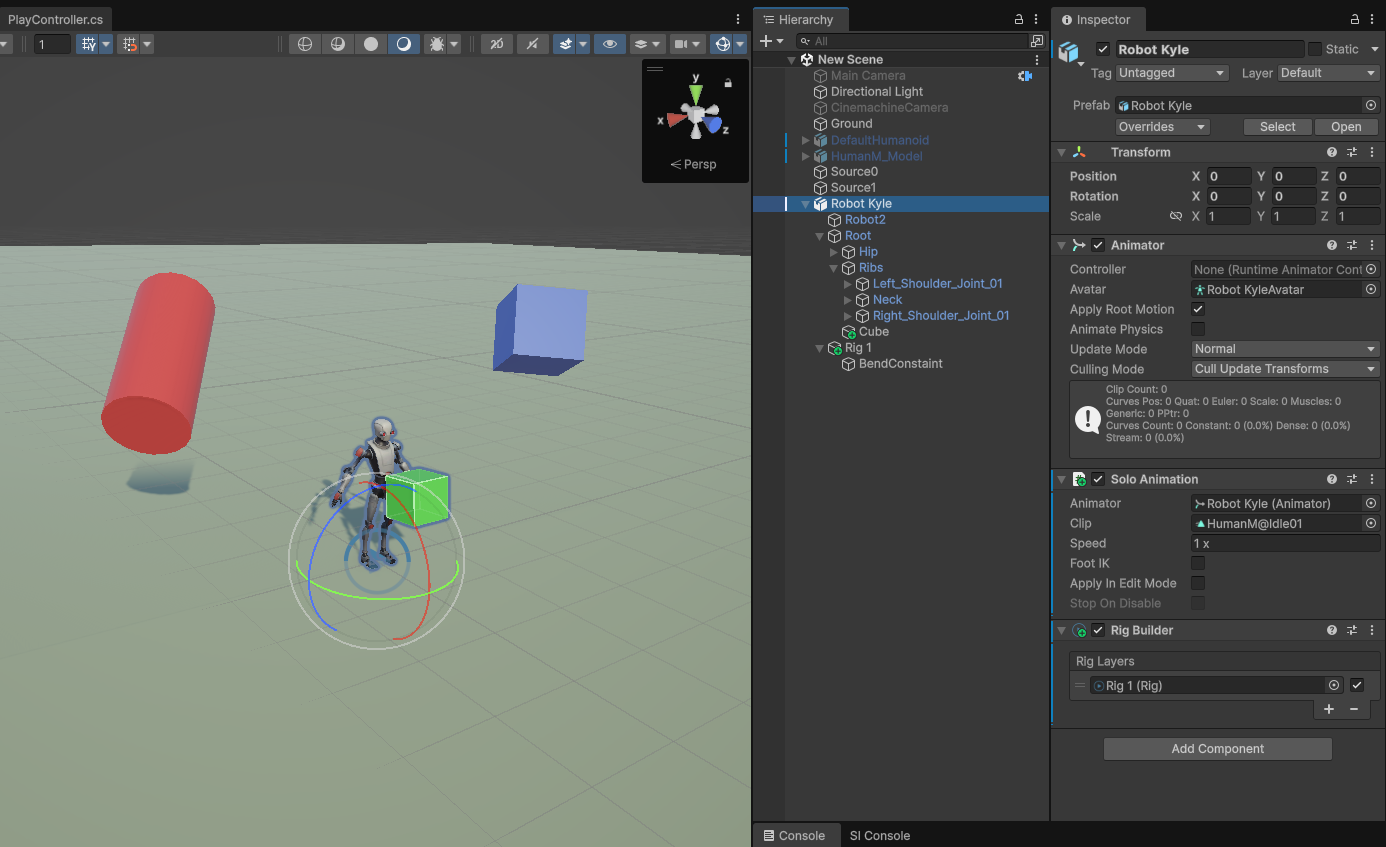 PlayController.cs
1
2D
y
x
z
Persp
Hierarchy
All
New Scene
Main Camera
Directional Light
CinemachineCamera
Ground
DefaultHumanoid
HumanM_Model
Source0
Source1
Robot Kyle
Robot2
Root
Hip
Ribs
Left_Shoulder_Joint_01
Neck
Right_Shoulder_Joint_01
Cube
Rig 1
BendConstaint
Inspector
Robot Kyle Static
Tag Untagged Layer Default
Prefab Robot Kyle
Overrides Select Open
Transform
Position X 0 Y 0 Z 0
Rotation X 0 Y 0 Z 0
Scale X 1 Y 1 Z 1
Animator
Controller None (Runtime Animator Cont
Avatar Robot KyleAvatar
Apply Root Motion
Animate Physics
Update Mode Normal
Culling Mode Cull Update Transforms
Clip Count: 0
Curves Pos: 0 Quat: 0 Euler: 0 Scale: 0 Muscles: 0
Generic: 0 PPtr: 0
Curves Count: 0 Constant: 0 (0.0%) Dense: 0 (0.0%)
Stream: 0 (0.0%)
Solo Animation
Animator Robot Kyle (Animator)
Clip HumanM@Idle01
Speed 1 x
Foot IK
Apply In Edit Mode
Stop On Disable
Rig Builder
Rig Layers
Rig 1 (Rig)
Add Component
Console SI Console